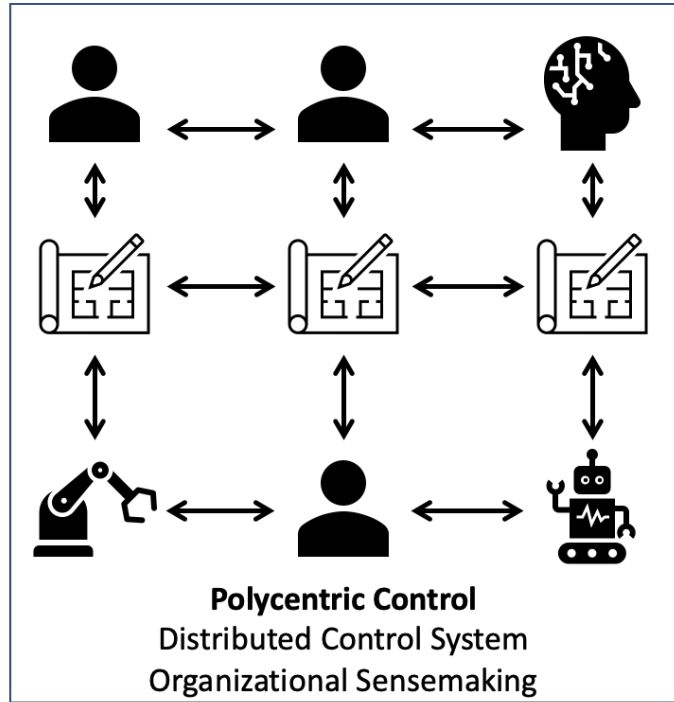 Polycentric Control
Distributed Control System
Organizational Sensemaking